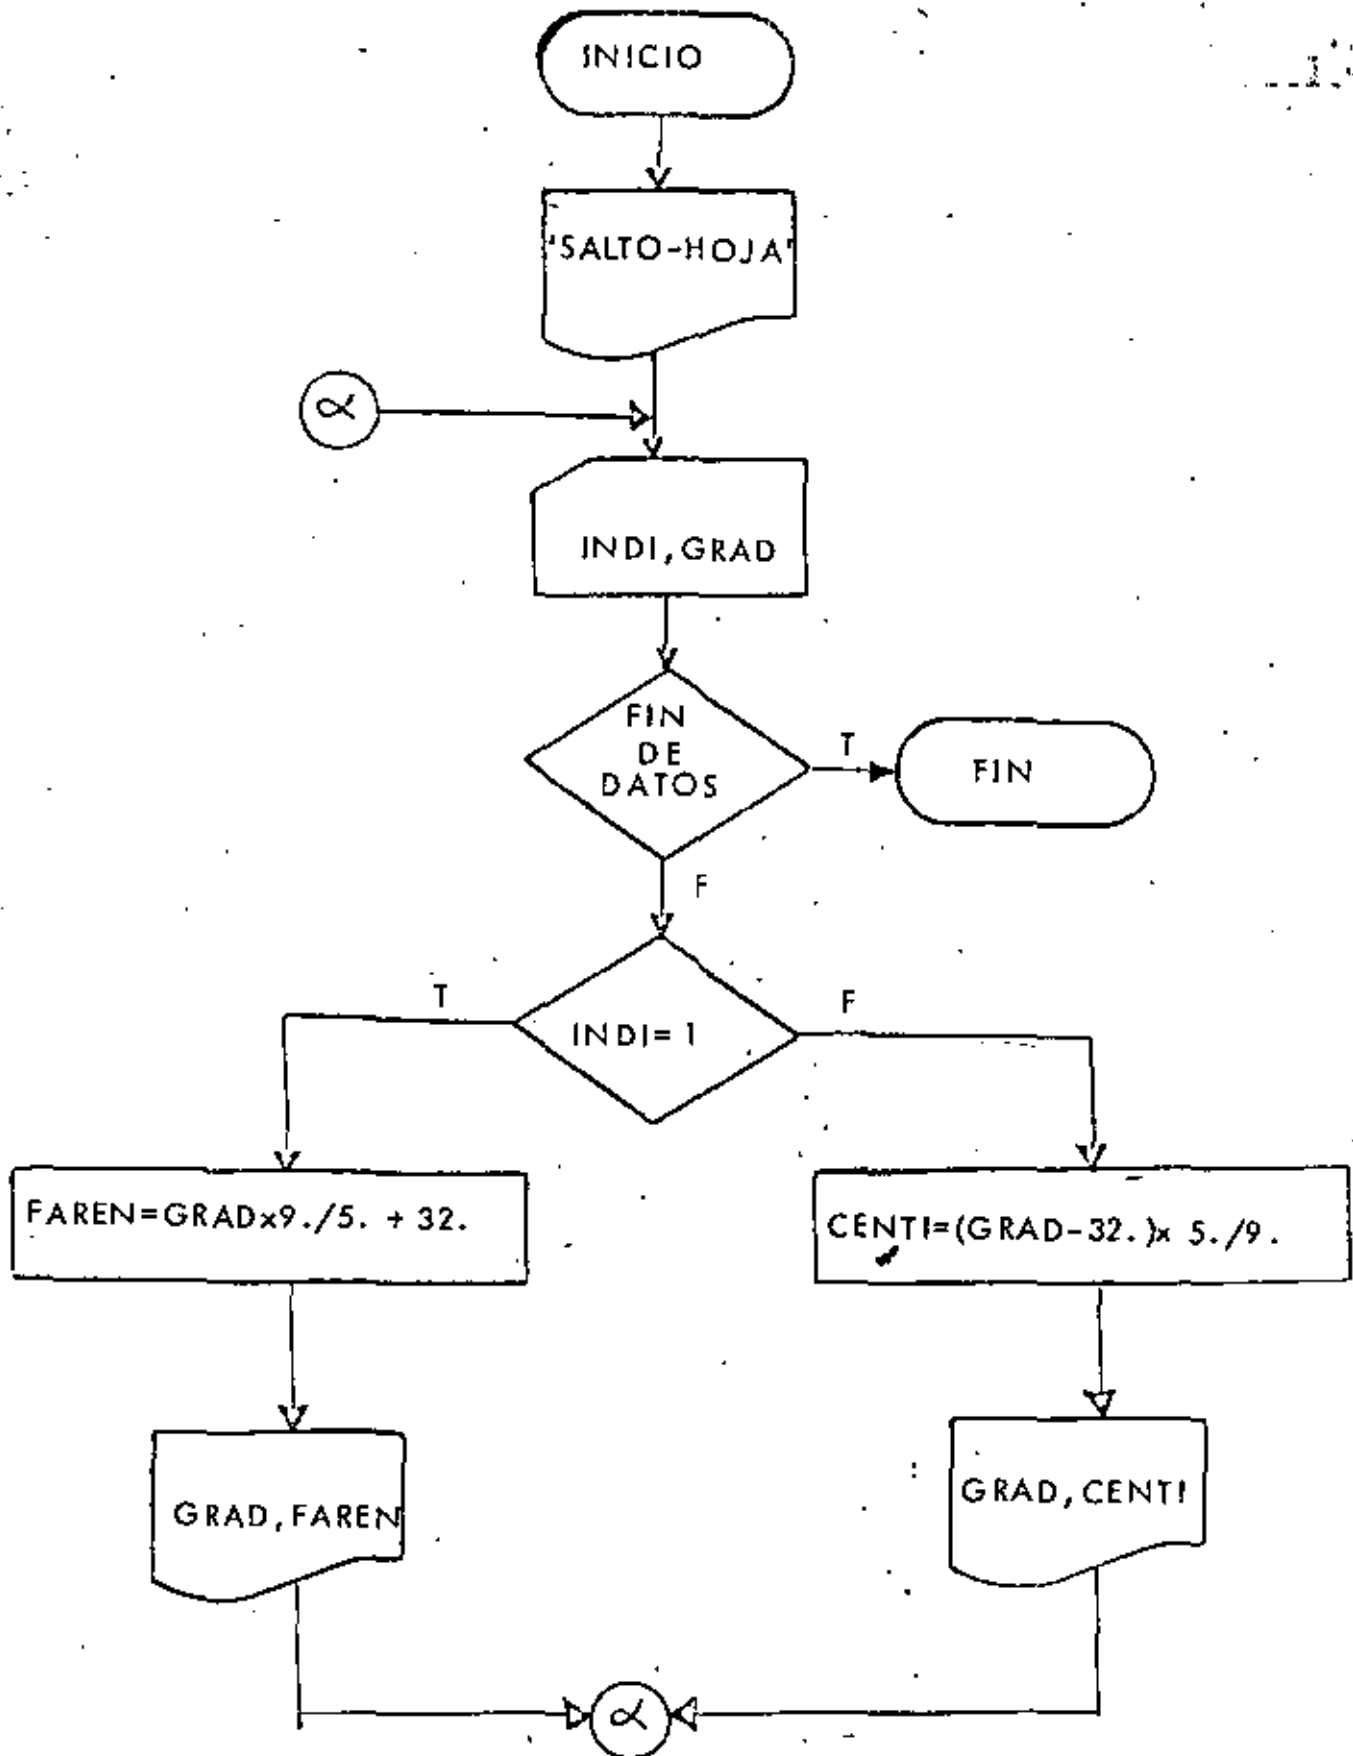 INICIO
'SALTO-HOJA'
α
INDI, GRAD
FIN
DE
DATOS
T
FIN
F
T
F
INDI= 1
FAREN=GRADx9./5. + 32.
CENTI=(GRAD-32.)x 5./9.
GRAD, FAREN
GRAD, CENTI
α